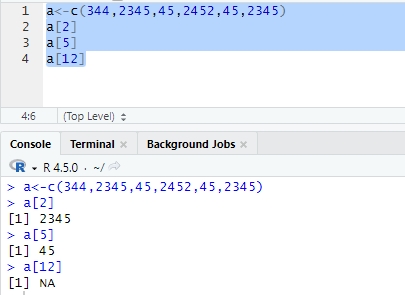 1 a<-c(344,2345,45,2452,45,2345)
2 a[2]
3 a[5]
4 a[12]
4:6 (Top Level)
Console Terminal Background Jobs
R R 4.5.0 · ~/
> a<-c(344,2345,45,2452,45,2345)
> a[2]
[1] 2345
> a[5]
[1] 45
> a[12]
[1] NA